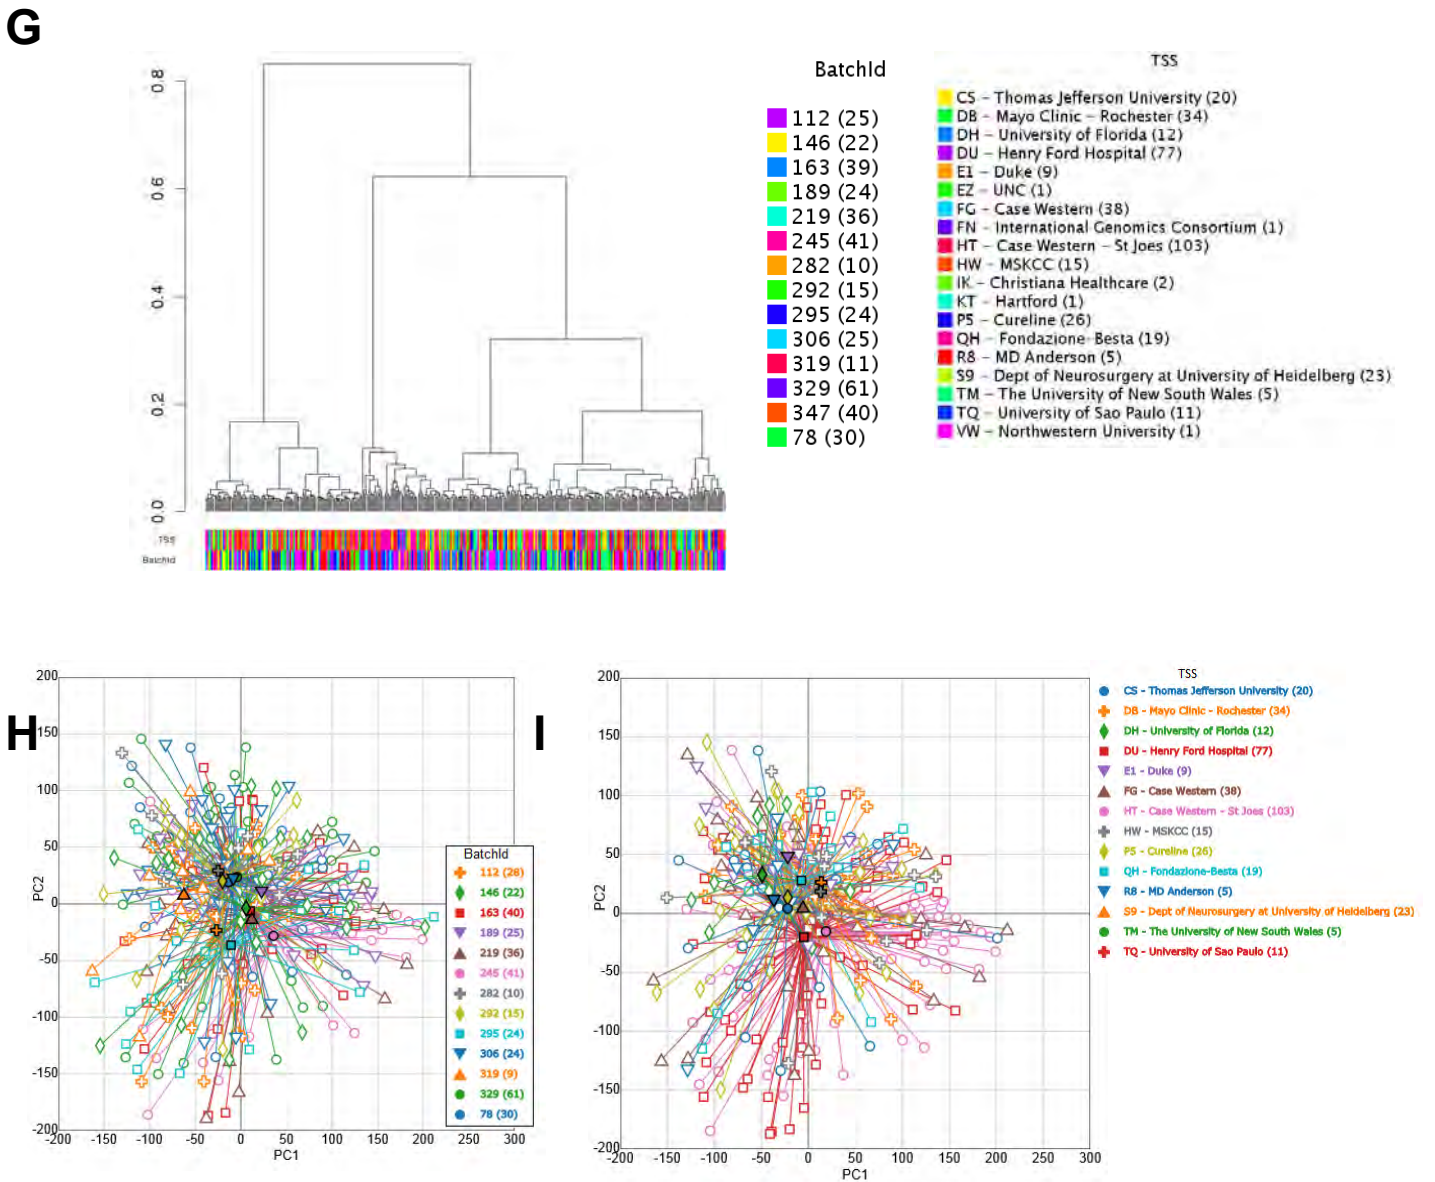 G
0.8
0.6
0.4
0.2
0.0
TSS
BatchId
BatchId
112 (25)
146 (22)
163 (39)
189 (24)
219 (36)
245 (41)
282 (10)
292 (15)
295 (24)
306 (25)
319 (11)
329 (61)
347 (40)
78 (30)
TSS
CS - Thomas Jefferson University (20)
DB - Mayo Clinic - Rochester (34)
DH - University of Florida (12)
DU - Henry Ford Hospital (77)
E1 - Duke (9)
EZ - UNC (1)
FG - Case Western (38)
FN - International Genomics Consortium (1)
HT - Case Western - St Joes (103)
HW - MSKCC (15)
IK - Christiana Healthcare (2)
KT - Hartford (1)
P5 - Cureline (26)
QH - Fondazione-Besta (19)
R8 - MD Anderson (5)
S9 - Dept of Neurosurgery at University of Heidelberg (23)
TM - The University of New South Wales (5)
TQ - University of Sao Paulo (11)
VW - Northwestern University (1)
H
200
150
100
50
0
-50
-100
-150
-200
PC2
-200 -150 -100 -50 0 50 100 150 200 250 300
PC1
BatchId
112 (26)
146 (22)
163 (40)
189 (25)
219 (36)
245 (41)
282 (10)
292 (15)
295 (24)
306 (24)
319 (9)
329 (61)
78 (30)
I
200
150
100
50
0
-50
-100
-150
-200
PC2
-200 -150 -100 -50 0 50 100 150 200 250 300
PC1
TSS
CS - Thomas Jefferson University (20)
DB - Mayo Clinic - Rochester (34)
DH - University of Florida (12)
DU - Henry Ford Hospital (77)
E1 - Duke (9)
FG - Case Western (38)
HT - Case Western - St Joes (103)
HW - MSKCC (15)
P5 - Cureline (26)
QH - Fondazione-Besta (19)
R8 - MD Anderson (5)
S9 - Dept of Neurosurgery at University of Heidelberg (23)
TM - The University of New South Wales (5)
TQ - University of Sao Paulo (11)